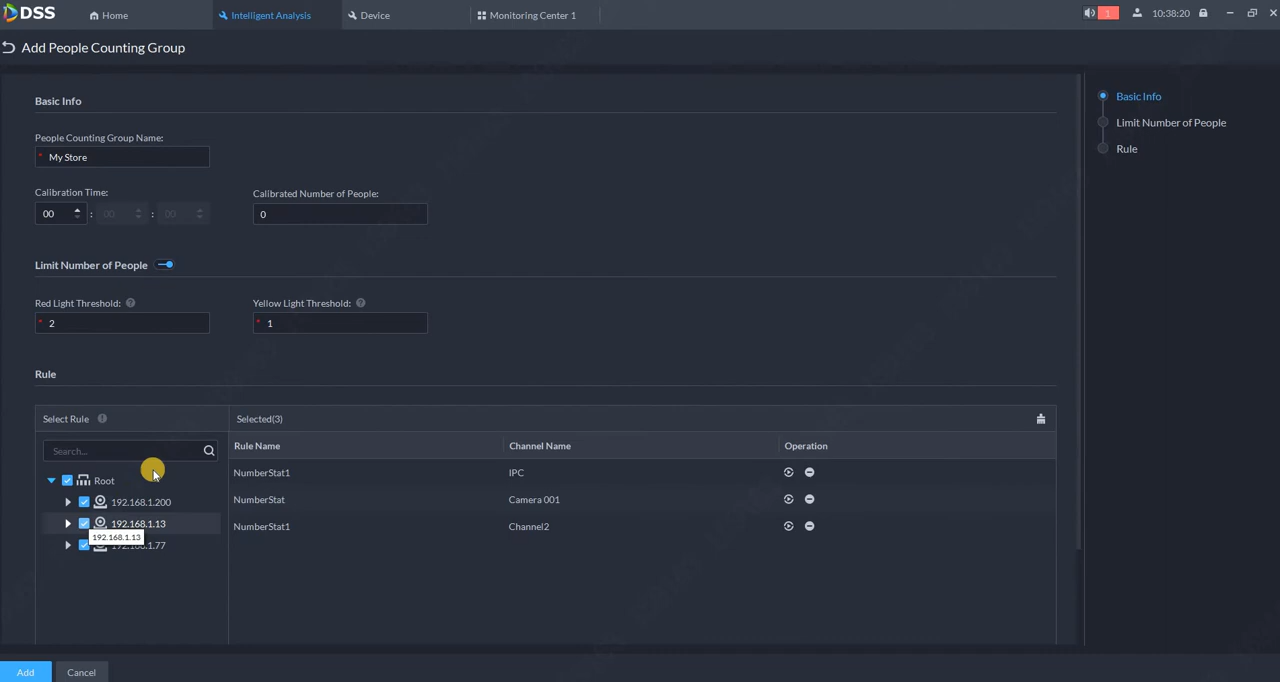 DSS Home Intelligent Analysis Device Monitoring Center 1 1 10:38:20
Add People Counting Group
Basic Info
People Counting Group Name:
* My Store
Calibration Time: Calibrated Number of People:
00 : 00 : 00 0
Limit Number of People
Red Light Threshold: ? Yellow Light Threshold: ?
* 2 * 1
Rule
Select Rule Selected(3)
Search... Rule Name Channel Name Operation
Root NumberStat1 IPC
192.168.1.200 NumberStat Camera 001
192.168.1.13 NumberStat1 Channel2
192.168.1.13
192.168.1.77
Add Cancel
Basic Info
Limit Number of People
Rule